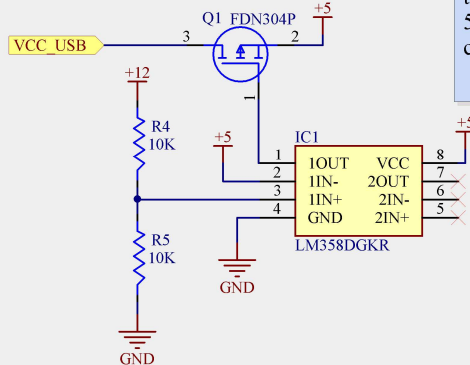 Q1 FDN304P
+5
5
VCC_USB
3
2
+12
1
R4
10K
+5
IC1
+5
1
1OUT
VCC
8
2
1IN-
2OUT
7
3
1IN+
2IN-
6
4
GND
2IN+
5
R5
10K
LM358DGKR
GND
GND